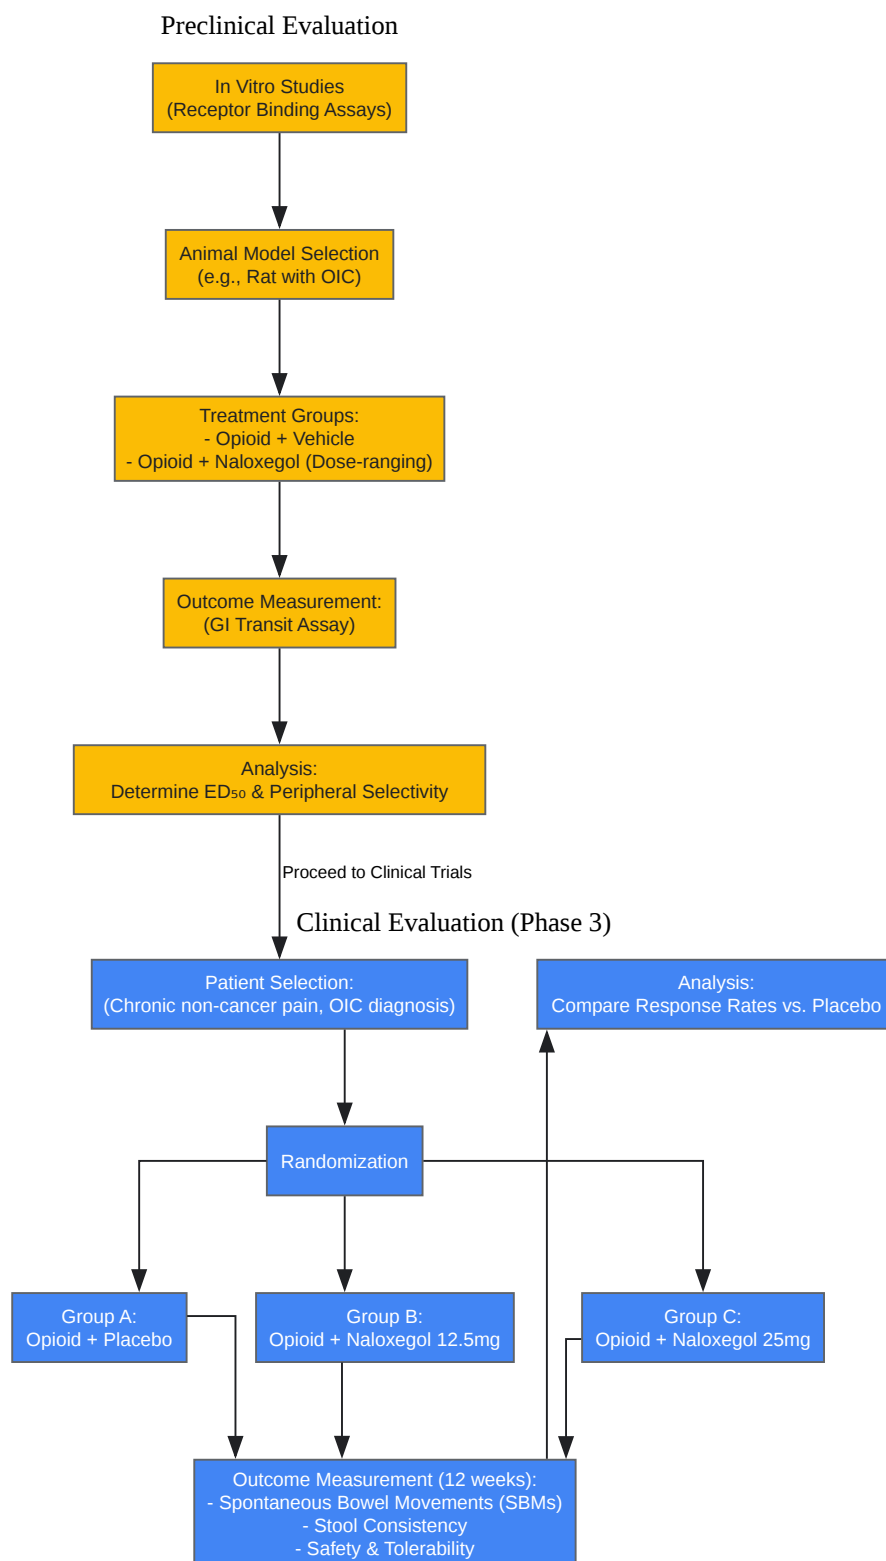 Preclinical Evaluation
In Vitro Studies
(Receptor Binding Assays)
Animal Model Selection
(e.g., Rat with OIC)
Treatment Groups:
- Opioid + Vehicle
- Opioid + Naloxegol (Dose-ranging)
Outcome Measurement:
(GI Transit Assay)
Analysis:
Determine ED₅₀ & Peripheral Selectivity
Proceed to Clinical Trials
Clinical Evaluation (Phase 3)
Patient Selection:
(Chronic non-cancer pain, OIC diagnosis)
Analysis:
Compare Response Rates vs. Placebo
Randomization
Group A:
Opioid + Placebo
Group B:
Opioid + Naloxegol 12.5mg
Group C:
Opioid + Naloxegol 25mg
Outcome Measurement (12 weeks):
- Spontaneous Bowel Movements (SBMs)
- Stool Consistency
- Safety & Tolerability